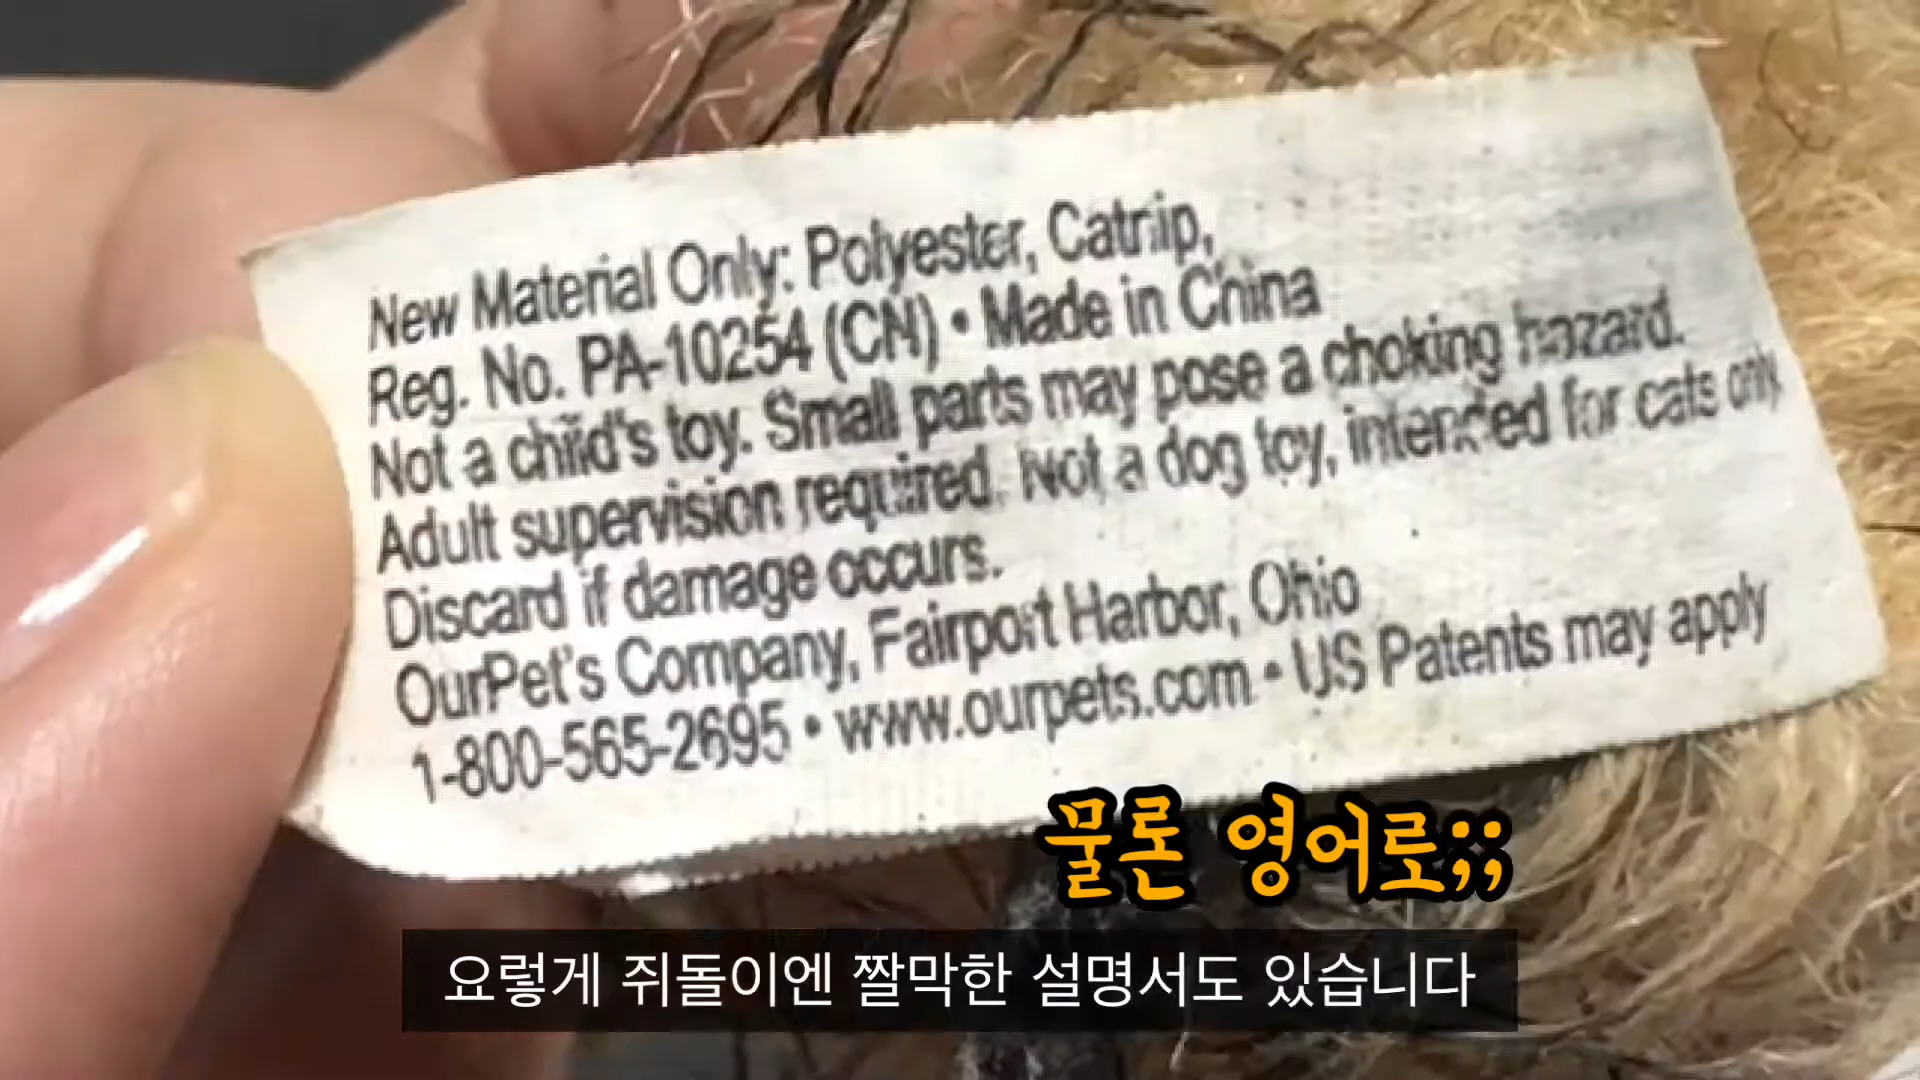 New Material Only: Polyester, Catnip,
Reg. No. PA-10254 (CN) • Made in China
Not a child's toy. Small parts may pose a choking hazard.
Adult supervision required. Not a dog toy, intended for cats only
Discard if damage occurs.
OurPet's Company, Fairport Harbor, Ohio
1-800-565-2695 • www.ourpets.com • US Patents may apply
물론 영어로;;
요렇게 쥐돌이엔 짤막한 설명서도 있습니다